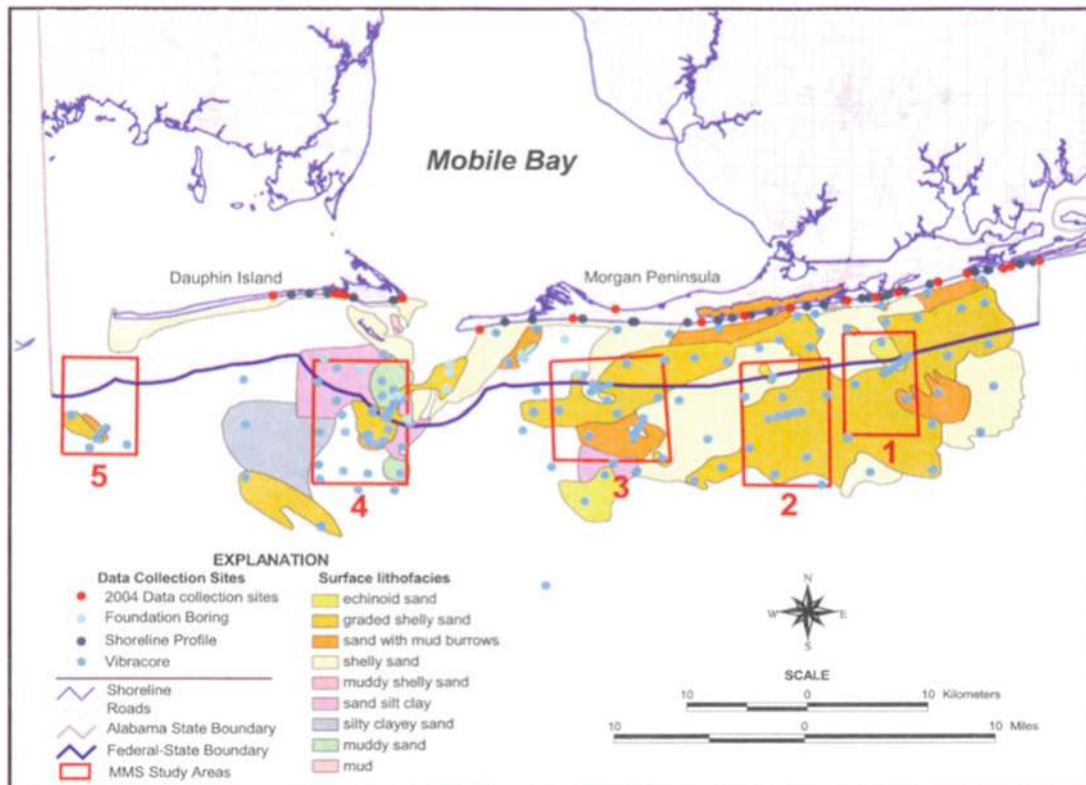 Mobile Bay
Dauphin Island
Morgan Peninsula
5
4
3
2
1
EXPLANATION
Data Collection Sites
2004 Data collection sites
Foundation Boring
Shoreline Profile
Vibracore
Shoreline
Roads
Alabama State Boundary
Federal-State Boundary
MMS Study Areas
Surface lithofacies
echinoid sand
graded shelly sand
sand with mud burrows
shelly sand
muddy shelly sand
sand silt clay
silty clayey sand
muddy sand
mud
N
W E
S
SCALE
10 0 10 Kilometers
10 0 10 Miles